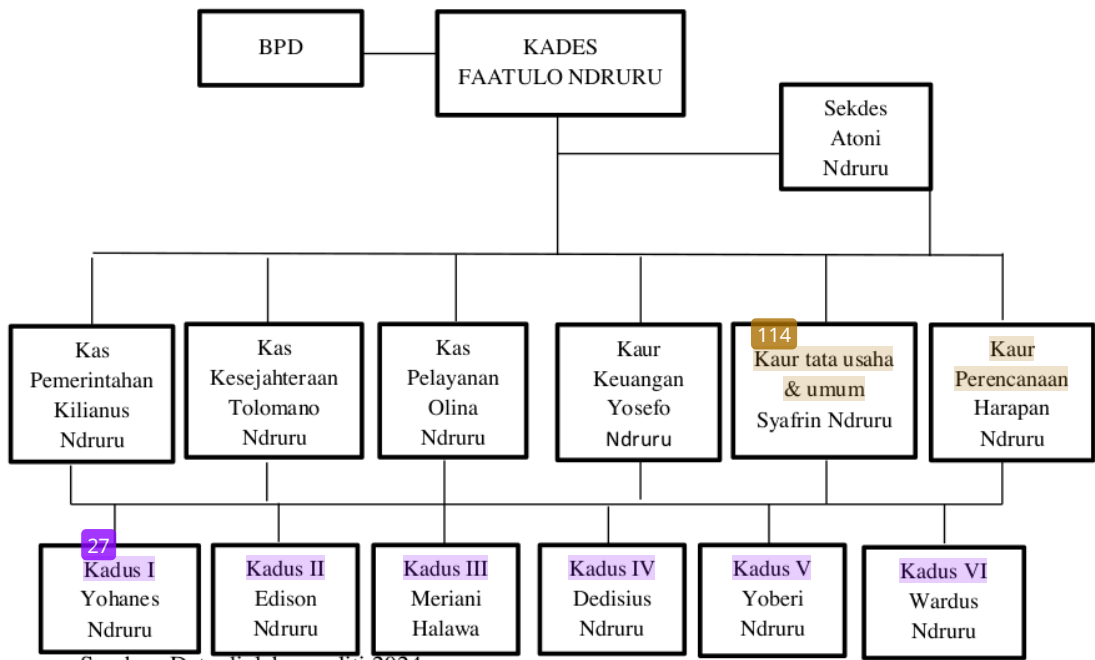 BPD
KADES
FAATULO NDRURU
Sekdes
Atoni
Ndruru
Kas
Pemerintahan
Kilianus
Ndruru
Kas
Kesejahteraan
Tolomano
Ndruru
Kas
Pelayanan
Olina
Ndruru
Kaur
Keuangan
Yosefo
Ndruru
114
Kaur tata usaha
& umum
Syafrin Ndruru
Kaur
Perencanaan
Harapan
Ndruru
27
Kadus I
Yohanes
Ndruru
Kadus II
Edison
Ndruru
Kadus III
Meriani
Halawa
Kadus IV
Dedisius
Ndruru
Kadus V
Yoberi
Ndruru
Kadus VI
Wardus
Ndruru